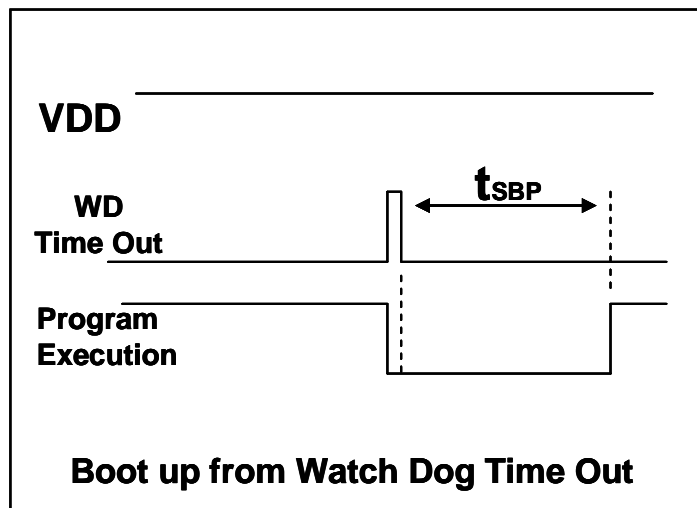 VDD
WD
Time Out
tSBP
Program
Execution
Boot up from Watch Dog Time Out